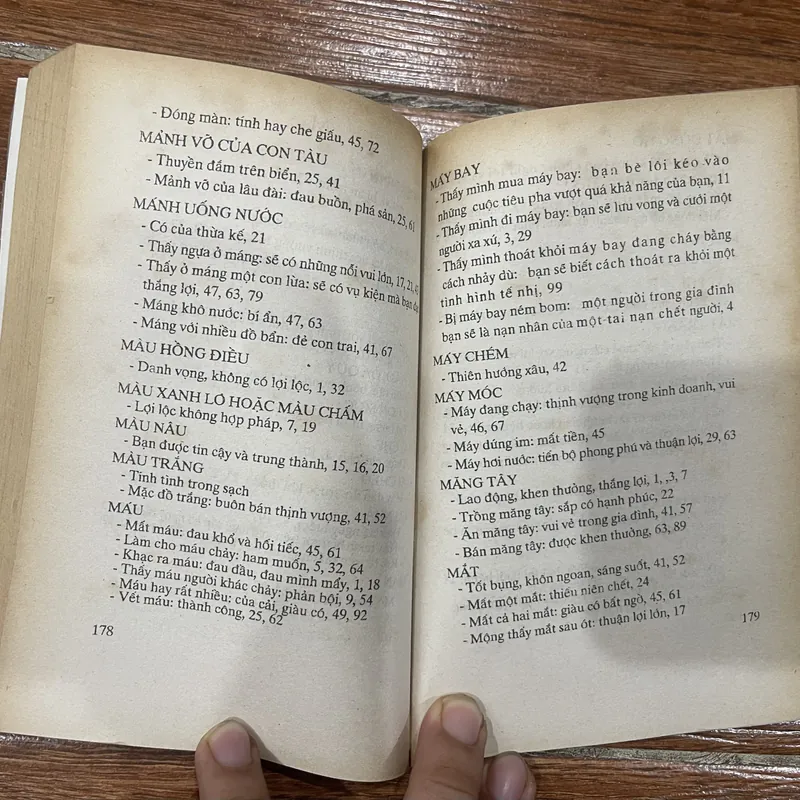 - Đóng màn: tính hay che giấu, 45, 72
MẢNH VỠ CỦA CON TÀU
- Thuyền đắm trên biển, 25, 41
- Mảnh vỡ của lâu đài: đau buồn, phá sản, 25, 61
MÁNH UỐNG NƯỚC
- Có của thừa kế, 21
- Thấy ngựa ở máng: sẽ có những nỗi vui lớn, 17, 21,
- Thấy ở máng một con lừa: sẽ có vụ kiện mà bạn
thắng lợi, 47, 63, 79
- Máng khô nước: bí ẩn, 47, 63
- Máng với nhiều đồ bẩn: đẻ con trai, 41, 67
MÀU HỒNG ĐIỀU
- Danh vọng, không có lợi lộc, 1, 32
MÀU XANH LƠ HOẶC MÀU CHẤM
- Lợi lộc không hợp pháp, 7, 19
MÀU NÂU
- Bạn được tin cậy và trung thành, 15, 16, 20
MÀU TRẮNG
- Tính tình trong sạch
- Mặc đồ trắng: buôn bán thịnh vượng, 41, 52
MÁU
- Mất máu: đau khổ và hối tiếc, 45, 61
- Làm cho máu chảy: ham muốn, 5, 32, 64
- Khạc ra máu: đau đầu, đau mình mẩy, 1, 18
- Thấy máu người khác chảy: phản bội, 9, 54
- Máu hay rất nhiều: của cải, giàu có, 49, 92
- Vết máu: thành công, 25, 62
178
MÁY BAY
- Thấy mình mua máy bay: bạn bè lôi kéo vào
những cuộc tiêu pha vượt quá khả năng của bạn, 11
- Thấy mình đi máy bay: bạn sẽ lưu vong và cưới một
người xa xứ, 3, 29
- Thấy mình thoát khỏi máy bay đang cháy bằng
cách nhảy dù: bạn sẽ biết cách thoát ra khỏi một
tình hình tế nhị, 99
- Bị máy bay ném bom: một người trong gia đình
bạn sẽ là nạn nhân của một tai nạn chết người, 4
MÁY CHÉM
- Thiên hướng xấu, 42
MÁY MÓC
- Máy đang chạy: thịnh vượng trong kinh doanh, vui
vẻ, 46, 67
- Máy dừng im: mất tiền, 45
- Máy hơi nước: tiến bộ phong phú và thuận lợi, 29, 63
MĂNG TÂY
- Lao động, khen thưởng, thắng lợi, 1, ,3, 7
- Trồng măng tây: sắp có hạnh phúc, 22
- Ăn măng tây: vui vẻ trong gia đình, 41, 57
- Bán măng tây: được khen thưởng, 63, 89
MẮT
- Tốt bụng, khôn ngoan, sáng suốt, 41, 52
- Mất một mắt: thiếu niên chết, 24
- Mất cả hai mắt: giàu có bất ngờ, 45, 61
- Mộng thấy mắt sau ót: thuận lợi lớn, 17
179